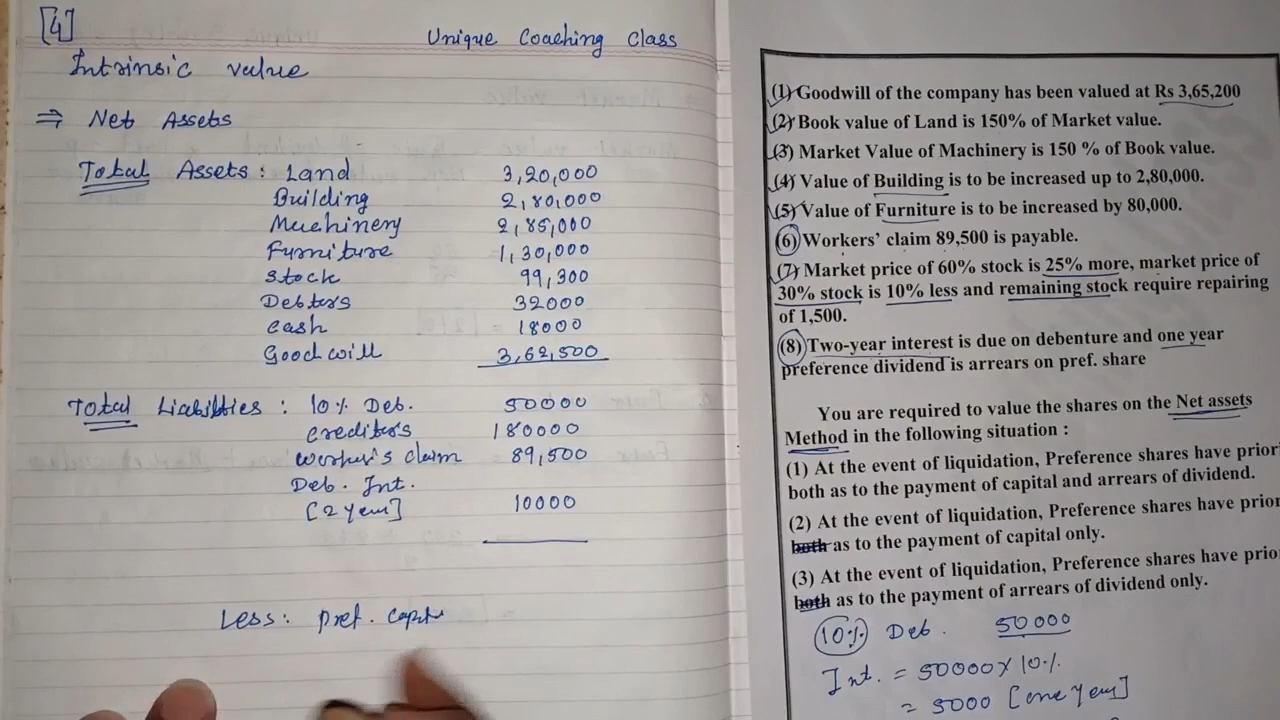 [4]
Unique Coaching Class
Intrinsic value
⇒ Net Assets
Total Assets : Land 3,20,000
Building 2,80,000
Machinery 2,85,000
Furniture 1,30,000
Stock 99,300
Debtors 32000
Cash 18000
Goodwill 3,62,500
Total Liabilties : 10% Deb. 50000
Creditors 180000
Worker's claim 89,500
Deb. Int.
[2 year] 10000
Less : Pref. Capit
(1) Goodwill of the company has been valued at Rs 3,65,200
(2) Book value of Land is 150% of Market value.
(3) Market Value of Machinery is 150 % of Book value.
(4) Value of Building is to be increased up to 2,80,000.
(5) Value of Furniture is to be increased by 80,000.
(6) Workers' claim 89,500 is payable.
(7) Market price of 60% stock is 25% more, market price of
30% stock is 10% less and remaining stock require repairing
of 1,500.
(8) Two-year interest is due on debenture and one year
preference dividend is arrears on pref. share
You are required to value the shares on the Net assets
Method in the following situation :
(1) At the event of liquidation, Preference shares have prior
both as to the payment of capital and arrears of dividend.
(2) At the event of liquidation, Preference shares have prior
both as to the payment of capital only.
(3) At the event of liquidation, Preference shares have prio
both as to the payment of arrears of dividend only.
10% Deb. 50000
Int. = 50000 X 10%
= 5000 [one year]